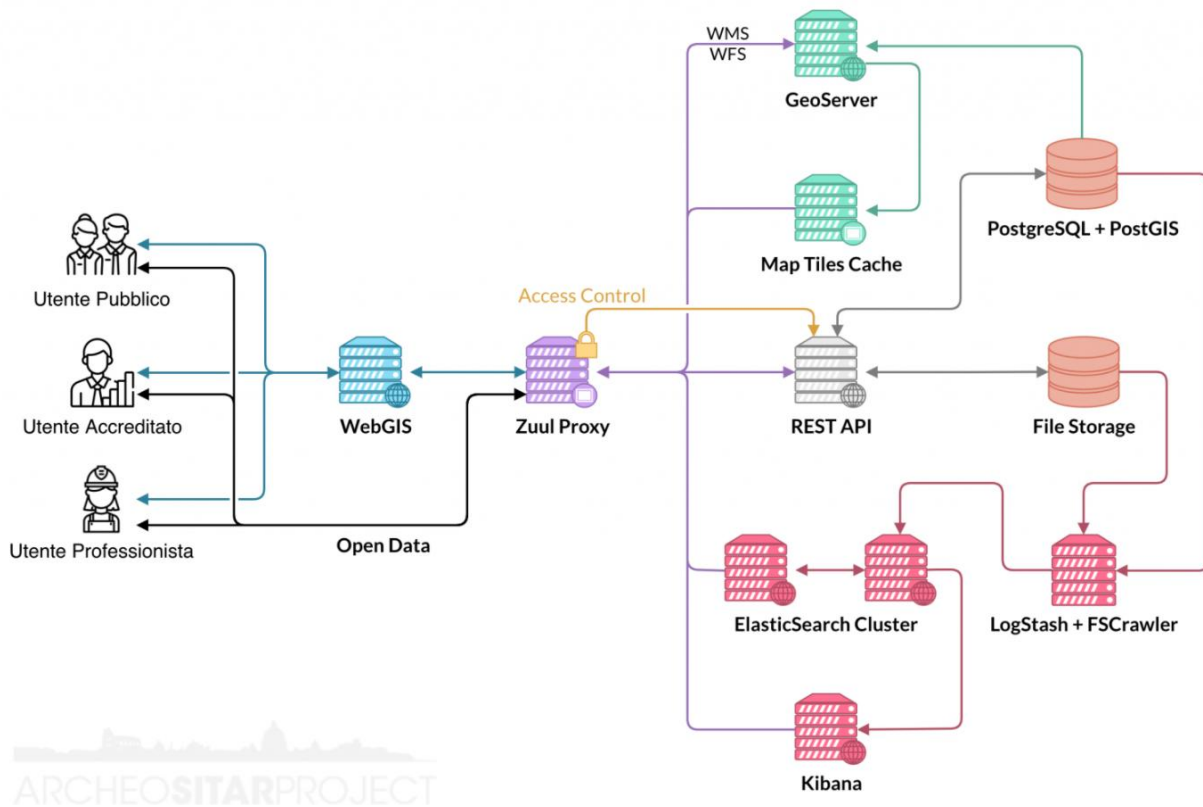 WMS
WFS
GeoServer
Map Tiles Cache
PostgreSQL + PostGIS
Utente Pubblico
Access Control
Utente Accreditato
WebGIS
Zuul Proxy
REST API
File Storage
Utente Professionista
Open Data
ElasticSearch Cluster
LogStash + FSCrawler
Kibana
ARCHEOSITARPROJECT